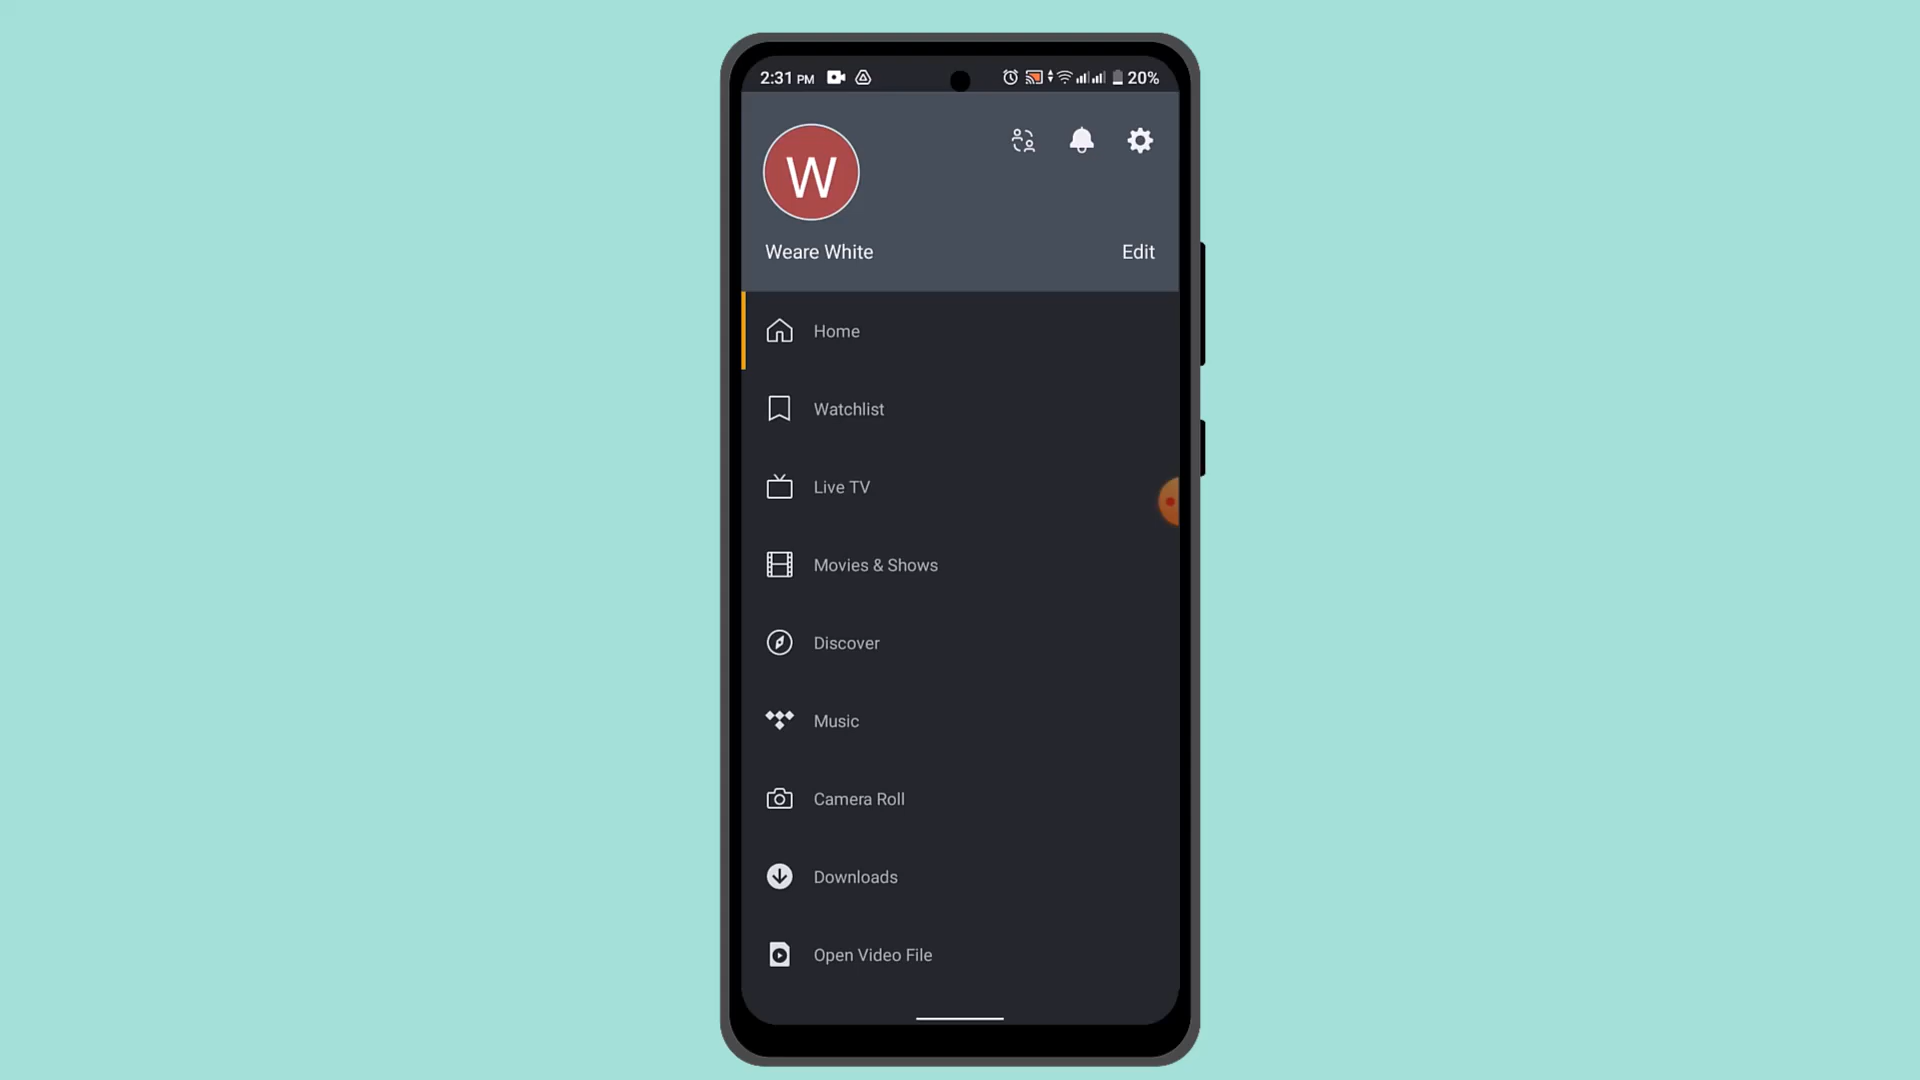 2:31 PM 20%
W
Weare White Edit
Home
Watchlist
Live TV
Movies & Shows
Discover
Music
Camera Roll
Downloads
Open Video File